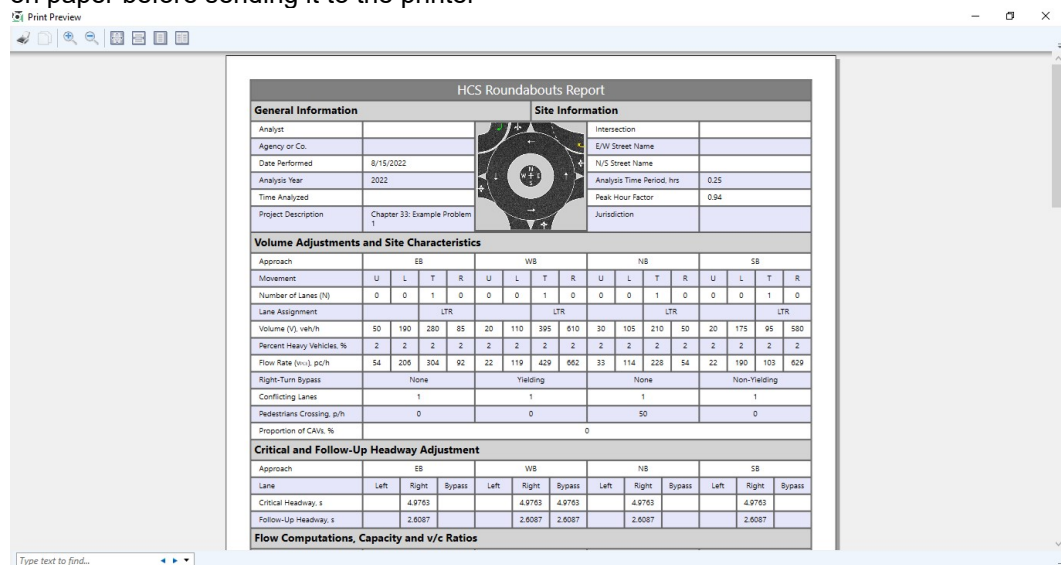 on paper before sending it to the printer
Print Preview
HCS Roundabouts Report
General Information Site Information
Analyst Intersection
Agency or Co. E/W Street Name
Date Performed 8/15/2022 N/S Street Name
Analysis Year 2022 Analysis Time Period, hrs 0.25
Time Analyzed Peak Hour Factor 0.94
Project Description Chapter 33: Example Problem Jurisdiction
1
N
W E
S
Volume Adjustments and Site Characteristics
Approach EB WB NB SB
Movement U L T R U L T R U L T R U L T R
Number of Lanes (N) 0 0 1 0 0 0 1 0 0 0 1 0 0 0 1 0
Lane Assignment LTR LTR LTR LTR
Volume (V), veh/h 50 190 280 85 20 110 395 610 30 105 210 50 20 175 95 580
Percent Heavy Vehicles, % 2 2 2 2 2 2 2 2 2 2 2 2 2 2 2 2
Flow Rate (vPCE), pc/h 54 206 304 92 22 119 429 662 33 114 228 54 22 190 103 629
Right-Turn Bypass None Yielding None Non-Yielding
Conflicting Lanes 1 1 1 1
Pedestrians Crossing, p/h 0 0 50 0
Proportion of CAVs, % 0
Critical and Follow-Up Headway Adjustment
Approach EB WB NB SB
Lane Left Right Bypass Left Right Bypass Left Right Bypass Left Right Bypass
Critical Headway, s 4.9763 4.9763 4.9763 4.9763 4.9763
Follow-Up Headway, s 2.6087 2.6087 2.6087 2.6087 2.6087
Flow Computations, Capacity and v/c Ratios
Type text to find...